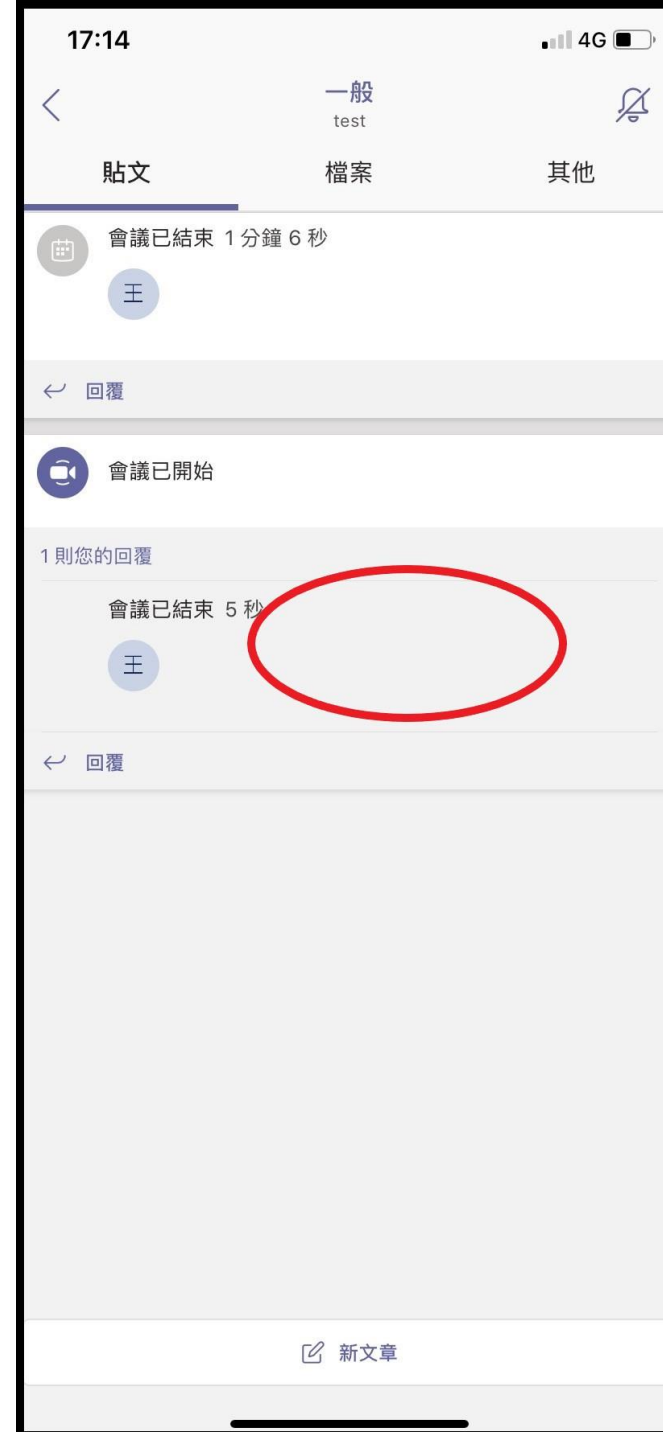 17:14
4G
一般
test
貼文 檔案 其他
會議已結束 1 分鐘 6 秒
王
回覆
會議已開始
1 則您的回覆
會議已結束 5 秒
王
回覆
新文章